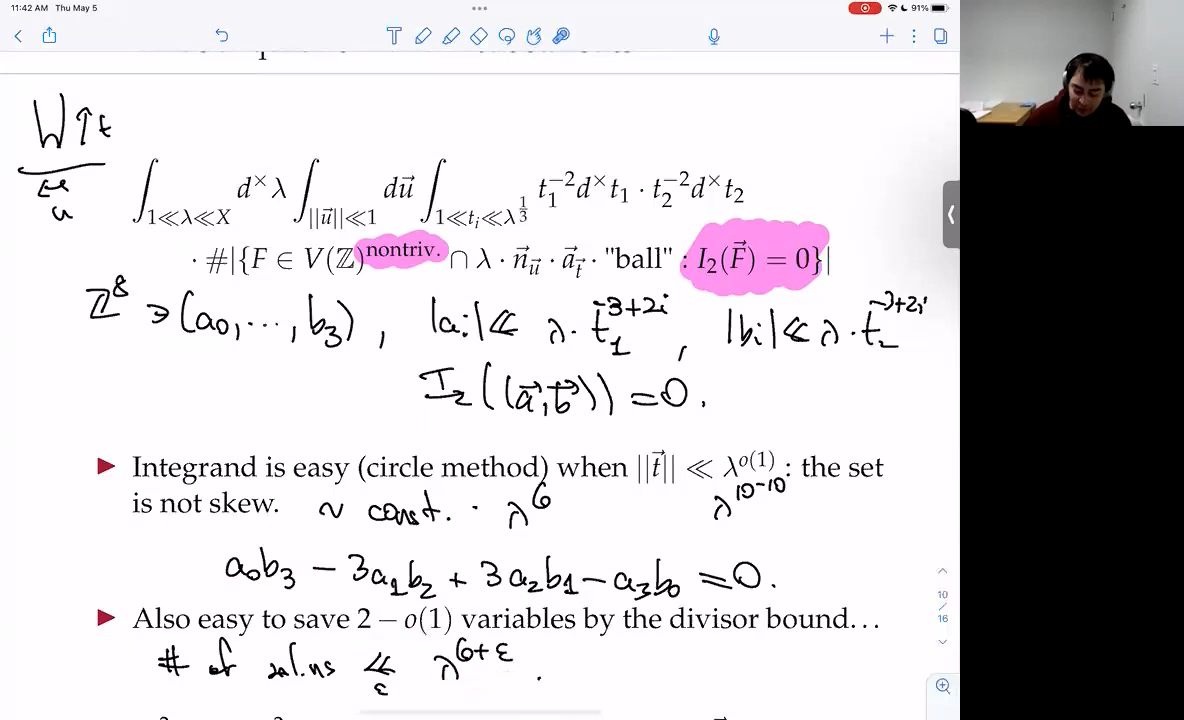 11:42 AM Thu May 5
91%
∫_{1≪λ≪X} d^×λ ∫_{||u⃗||≪1} du⃗ ∫_{1≪t_i≪λ^{1/3}} t_1^{-2}d^×t_1 · t_2^{-2}d^×t_2
· #|{F ∈ V(ℤ)^{nontriv.} ∩ λ · n⃗_{u⃗} · a⃗_{t⃗} · "ball" : I_2(F⃗) = 0}|
ℤ^8 ∋ (a_0, ..., b_3), |a_i| ≪ λ · t_1^{-3+2i}, |b_i| ≪ λ · t_2^{-3+2i}
I_2((a⃗,b⃗)) = 0.
▶ Integrand is easy (circle method) when ||t⃗|| ≪ λ^{o(1)}: the set
is not skew. ~ const. · λ^6 λ^{10-10}
a_0b_3 - 3a_1b_2 + 3a_2b_1 - a_3b_0 = 0.
▶ Also easy to save 2 − o(1) variables by the divisor bound...
# of sol.ns ≪_ε λ^{6+ε}.
10
/
16